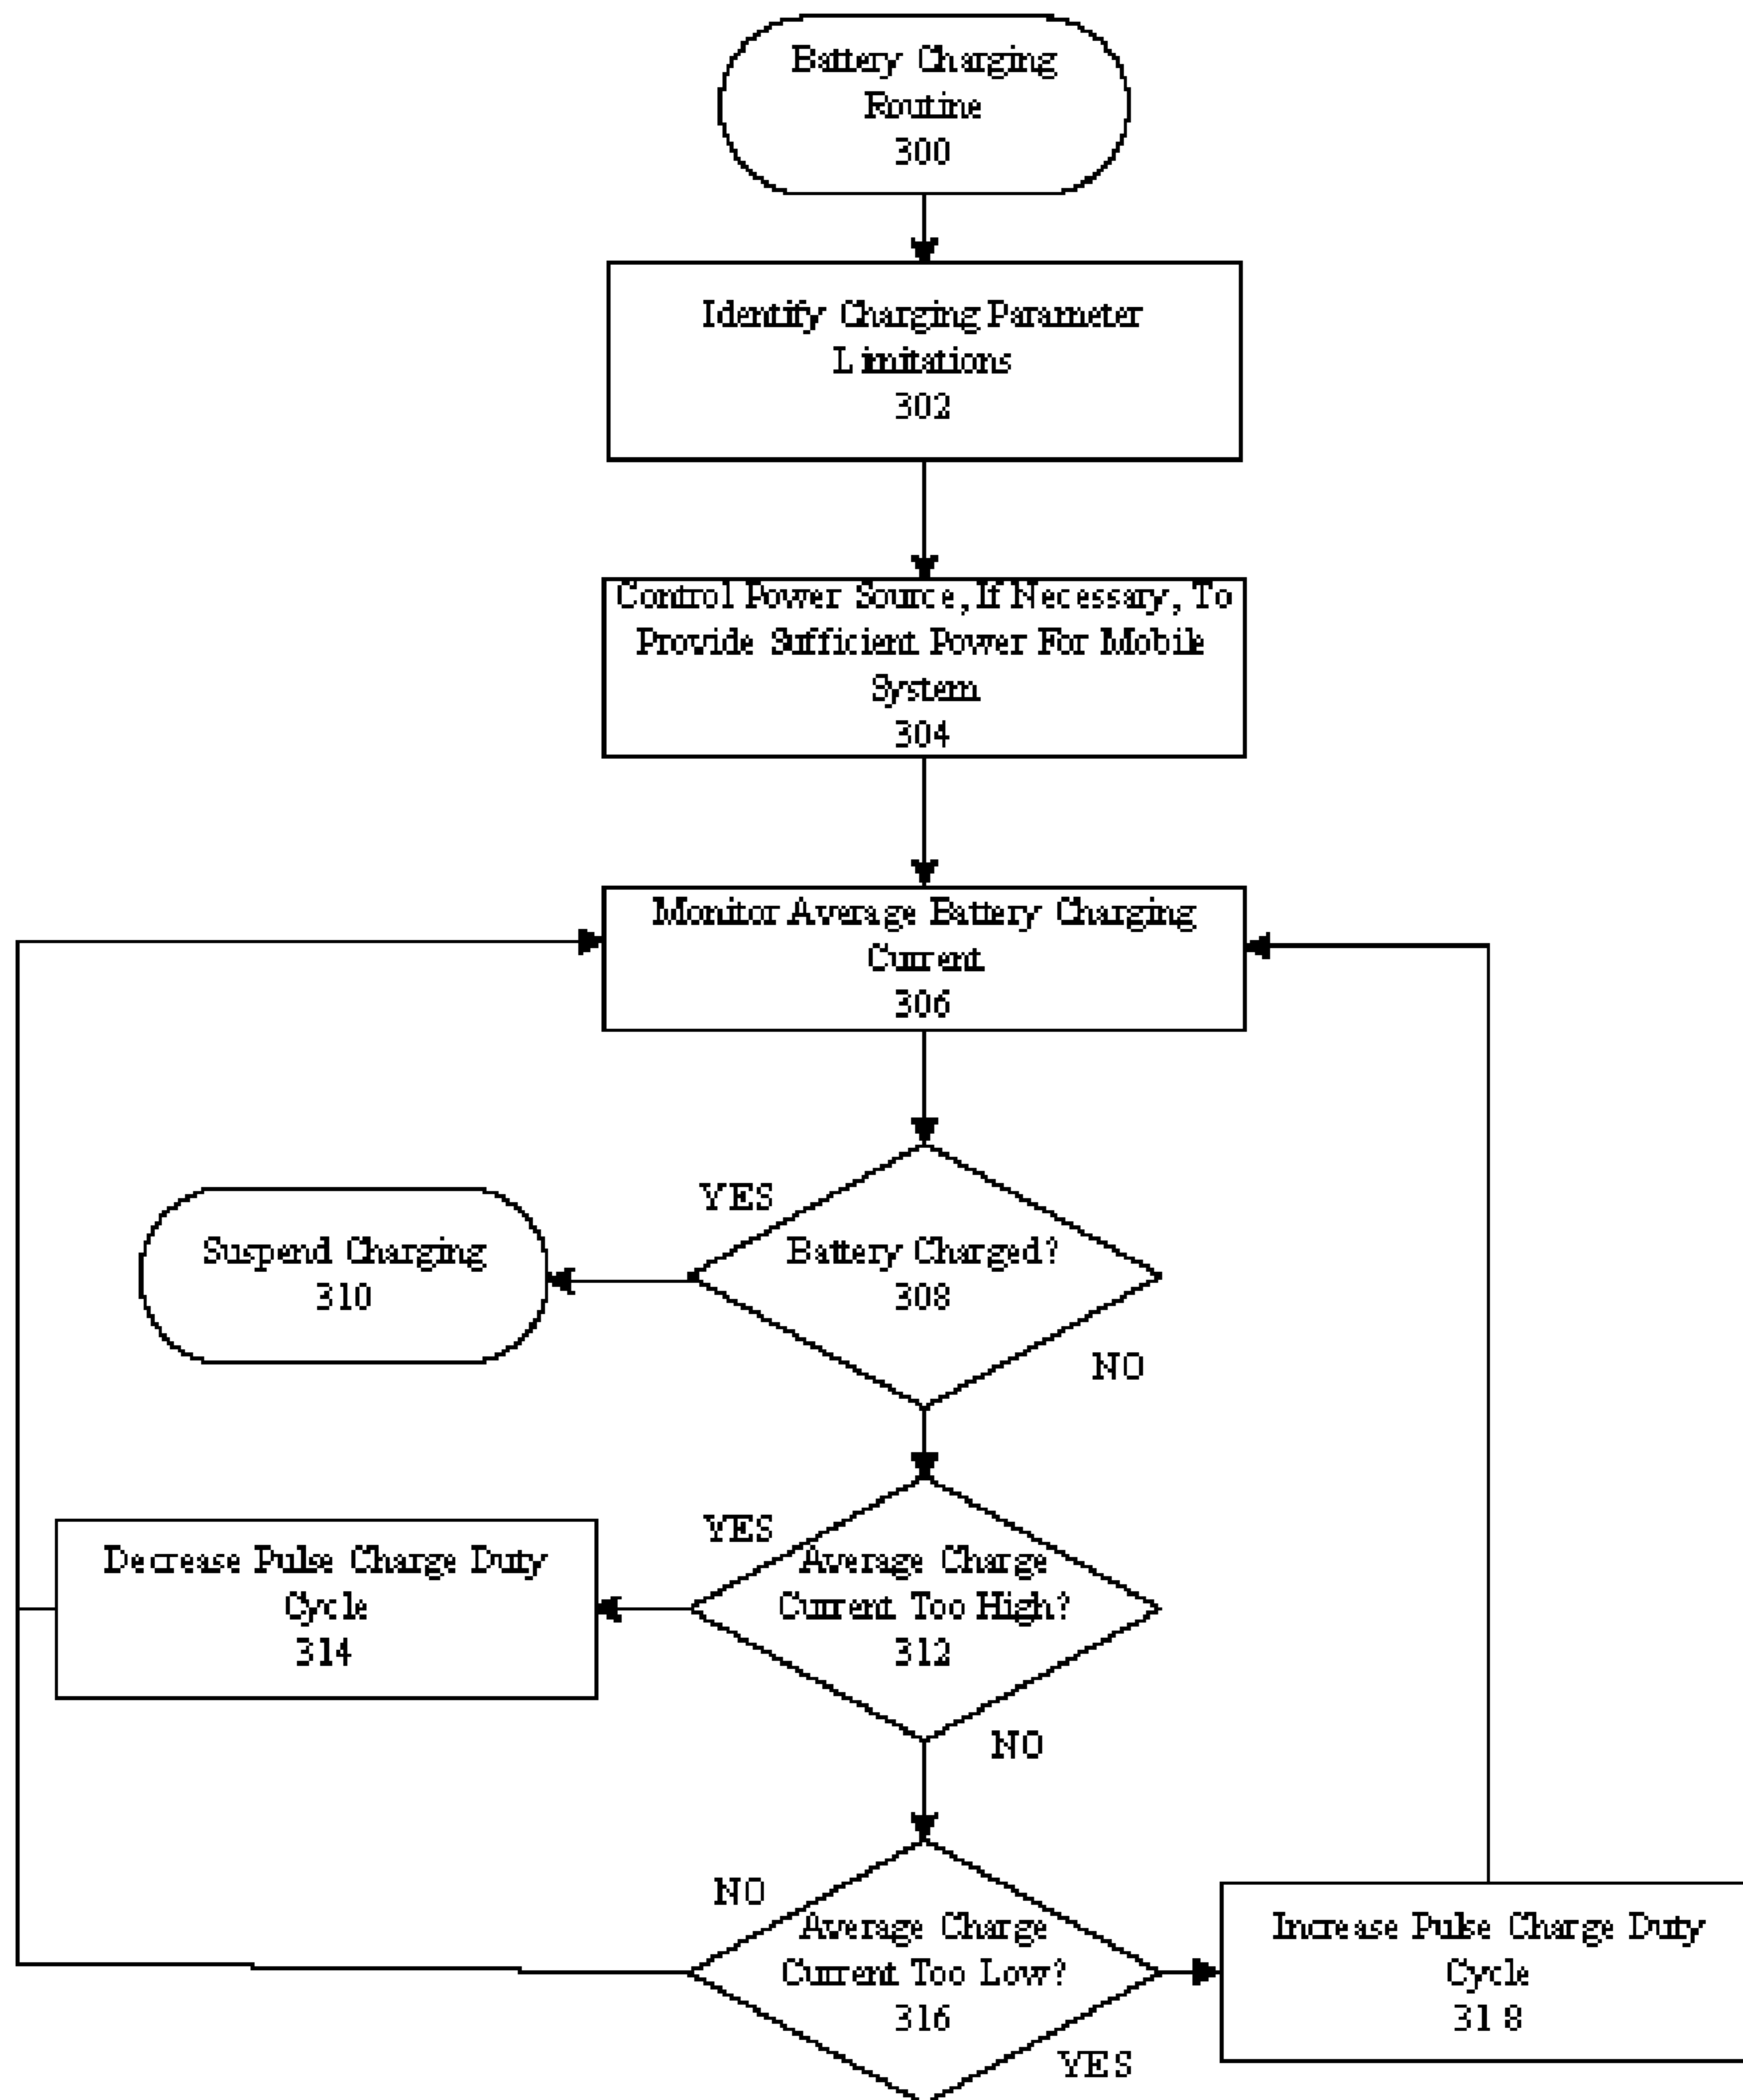 Battery Charging
Routine
300
Identify Charging Parameter
Limitations
302
Control Power Source, If Necessary, To
Provide Sufficient Power For Mobile
System
304
Monitor Average Battery Charging
Current
306
YES
Suspend Charging
310
Battery Charged?
308
NO
YES
Decrease Pulse Charge Duty
Cycle
314
Average Charge
Current Too High?
312
NO
NO
Average Charge
Current Too Low?
316
Increase Pulse Charge Duty
Cycle
318
YES